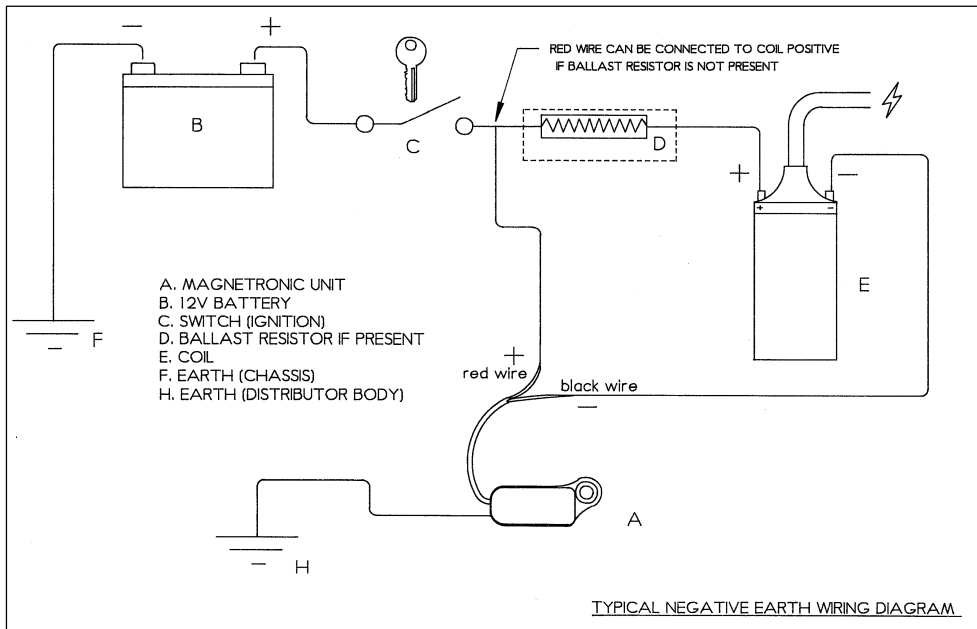 − +
RED WIRE CAN BE CONNECTED TO COIL POSITIVE
IF BALLAST RESISTOR IS NOT PRESENT
B
C
D
+ −
+ −
E
A. MAGNETRONIC UNIT
B. 12V BATTERY
C. SWITCH (IGNITION)
D. BALLAST RESISTOR IF PRESENT
E. COIL
F. EARTH (CHASSIS)
H. EARTH (DISTRIBUTOR BODY)
− F
+
red wire
black wire
−
A
− H
TYPICAL NEGATIVE EARTH WIRING DIAGRAM